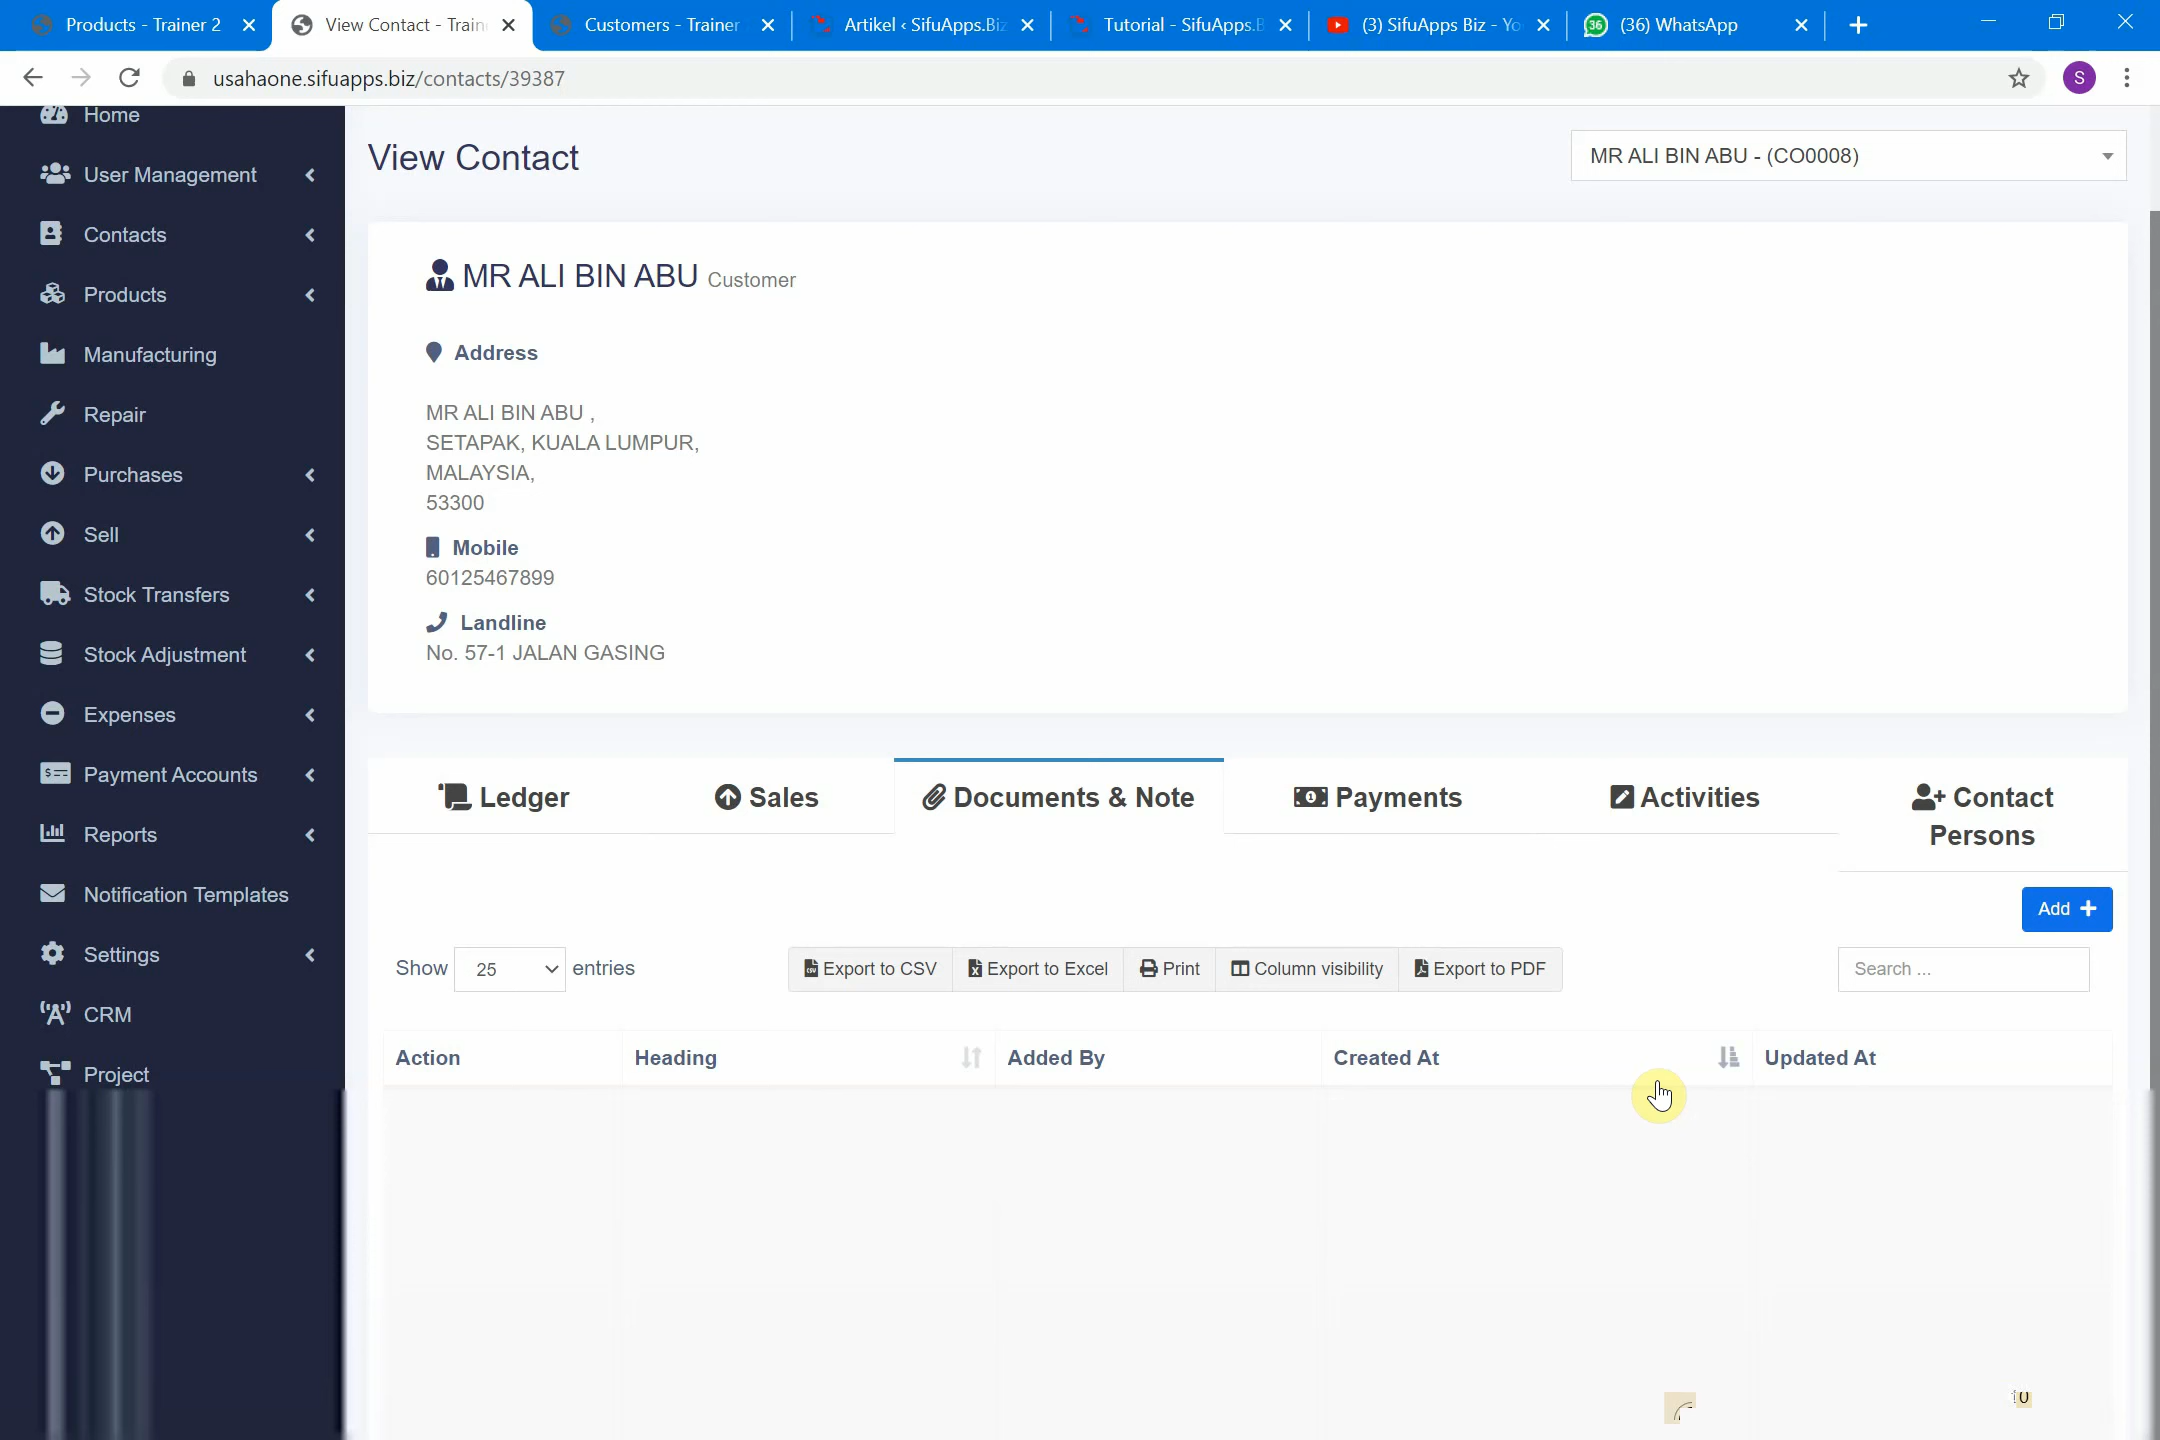 Products - Trainer 2
View Contact - Train
Customers - Trainer
Artikel ‹ SifuApps.Biz
Tutorial - SifuApps.B
(3) SifuApps Biz - Yo
36
(36) WhatsApp
usahaone.sifuapps.biz/contacts/39387
S
Home
User Management
Contacts
Products
Manufacturing
Repair
Purchases
Sell
Stock Transfers
Stock Adjustment
Expenses
Payment Accounts
Reports
Notification Templates
Settings
CRM
Project
View Contact
MR ALI BIN ABU - (CO0008)
MR ALI BIN ABU Customer
Address
MR ALI BIN ABU ,
SETAPAK, KUALA LUMPUR,
MALAYSIA,
53300
Mobile
60125467899
Landline
No. 57-1 JALAN GASING
Ledger
Sales
Documents & Note
Payments
Activities
Contact
Persons
Add
Show 25 entries
Export to CSV
Export to Excel
Print
Column visibility
Export to PDF
Search ...
Action
Heading
Added By
Created At
Updated At